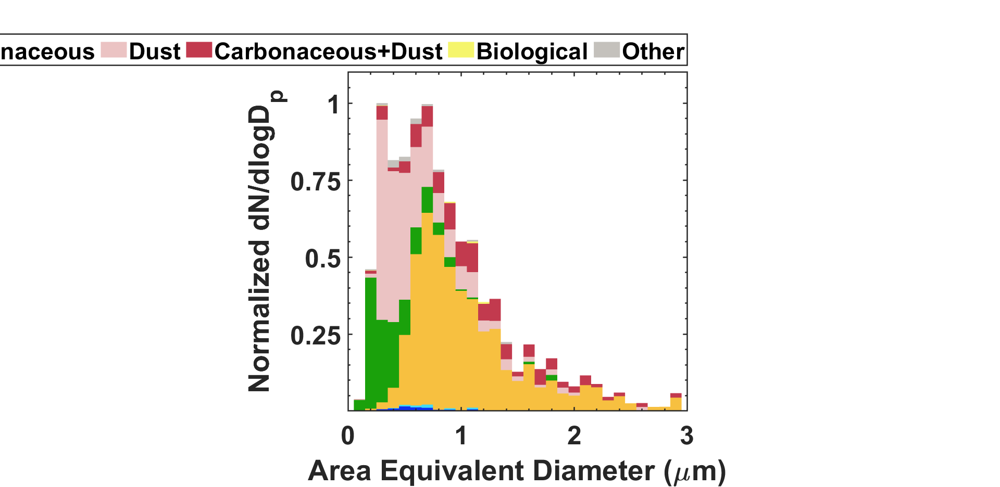 naceous Dust Carbonaceous+Dust Biological Other
Normalized dN/dlogDp
1
0.75
0.5
0.25
0 1 2 3
Area Equivalent Diameter (μm)